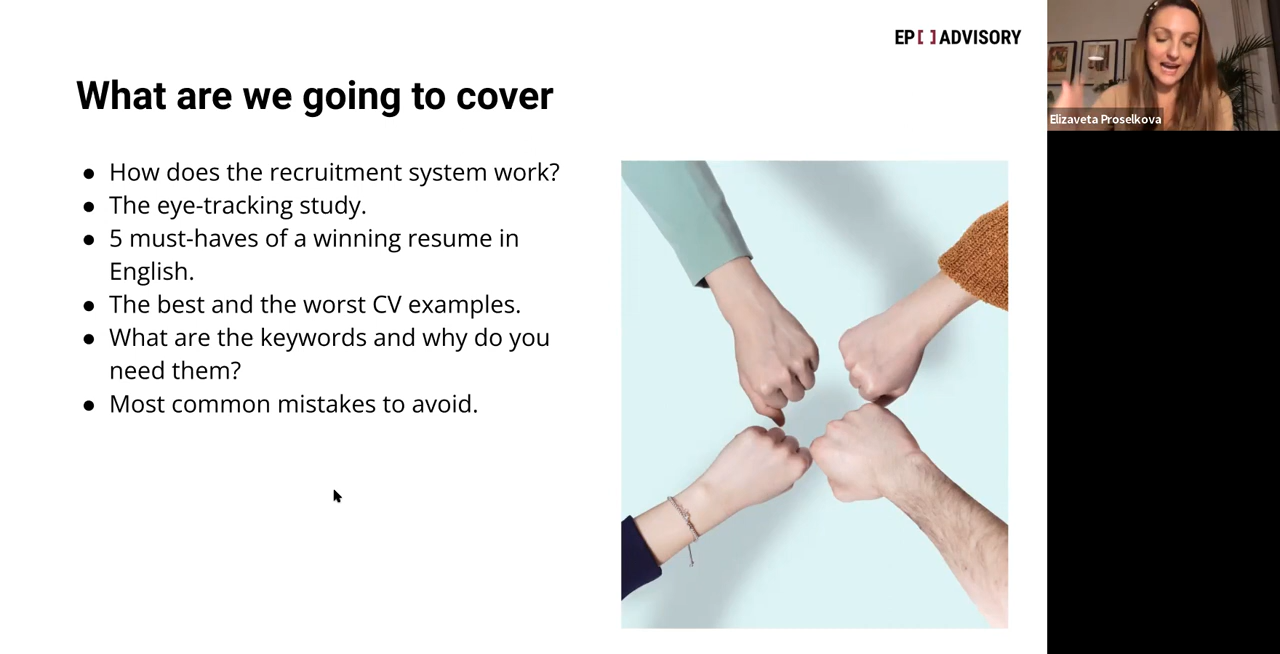 EP[ ] ADVISORY
What are we going to cover
● How does the recruitment system work?
● The eye-tracking study.
● 5 must-haves of a winning resume in
English.
● The best and the worst CV examples.
● What are the keywords and why do you
need them?
● Most common mistakes to avoid.
Elizaveta Proselkova